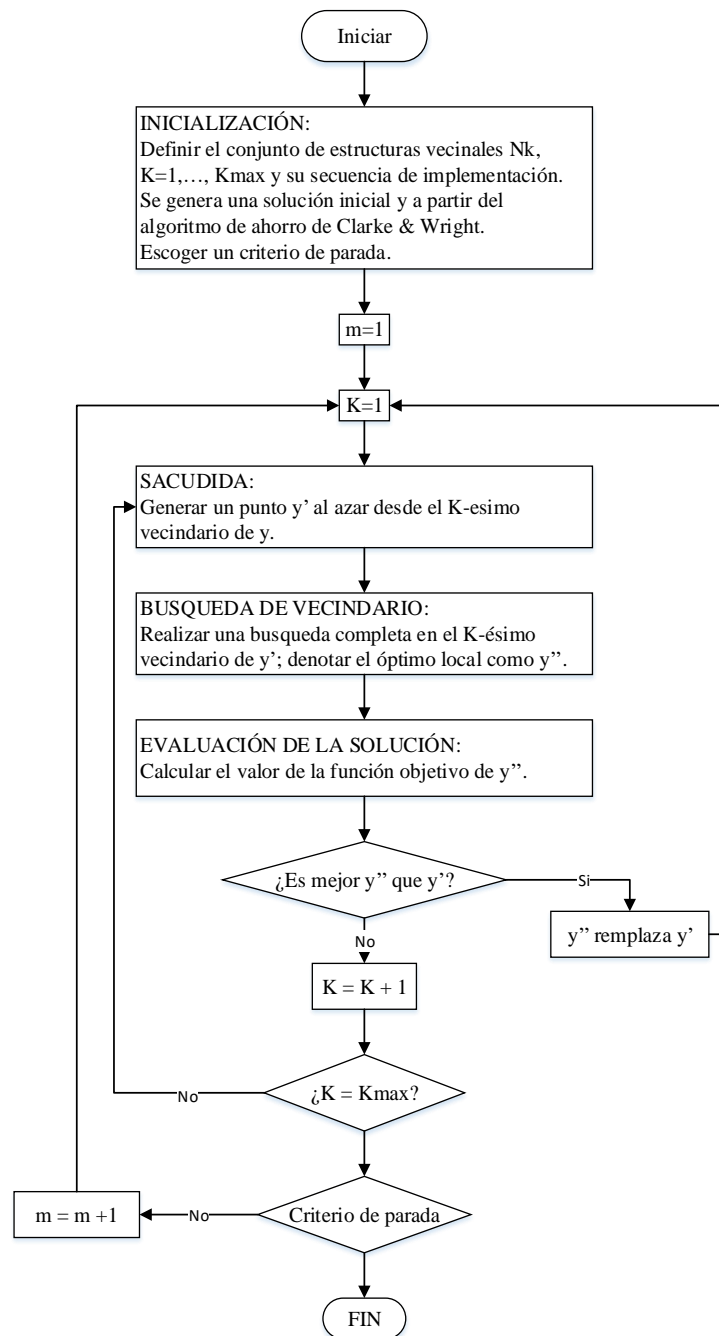 Iniciar
INICIALIZACIÓN:
Definir el conjunto de estructuras vecinales Nk,
K=1,…, Kmax y su secuencia de implementación.
Se genera una solución inicial y a partir del
algoritmo de ahorro de Clarke & Wright.
Escoger un criterio de parada.
m=1
K=1
SACUDIDA:
Generar un punto y’ al azar desde el K-esimo
vecindario de y.
BUSQUEDA DE VECINDARIO:
Realizar una busqueda completa en el K-ésimo
vecindario de y’; denotar el óptimo local como y’’.
EVALUACIÓN DE LA SOLUCIÓN:
Calcular el valor de la función objetivo de y’’.
¿Es mejor y’’ que y’?
Si
y’’ remplaza y’
No
K = K + 1
¿K = Kmax?
No
Criterio de parada
No
m = m +1
FIN